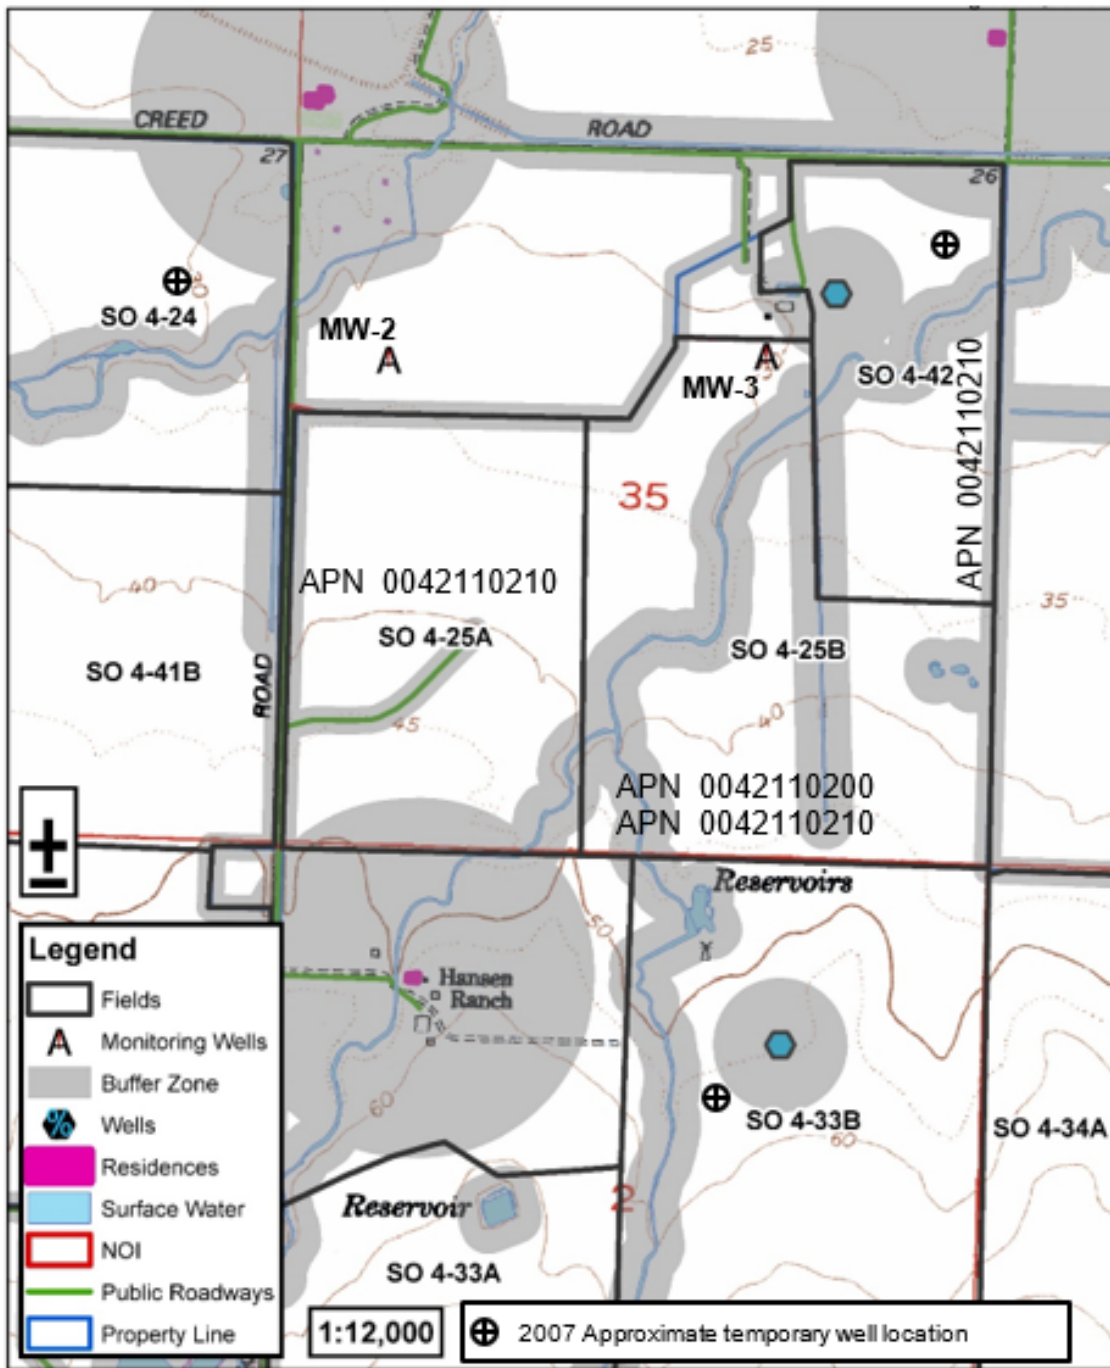 25
CREED ROAD
27
26
30
SO 4-24
MW-2
MW-3
SO 4-42
APN 0042110210
35
APN 0042110210
40
SO 4-25A
35
SO 4-25B
SO 4-41B
ROAD
45
40
APN 0042110200
APN 0042110210
Reservoirs
50
Hansen
Ranch
60
SO 4-33B
60
SO 4-34A
Reservoir
2
SO 4-33A
Legend
Fields
A Monitoring Wells
Buffer Zone
% Wells
Residences
Surface Water
NOI
Public Roadways
Property Line
1:12,000
2007 Approximate temporary well location